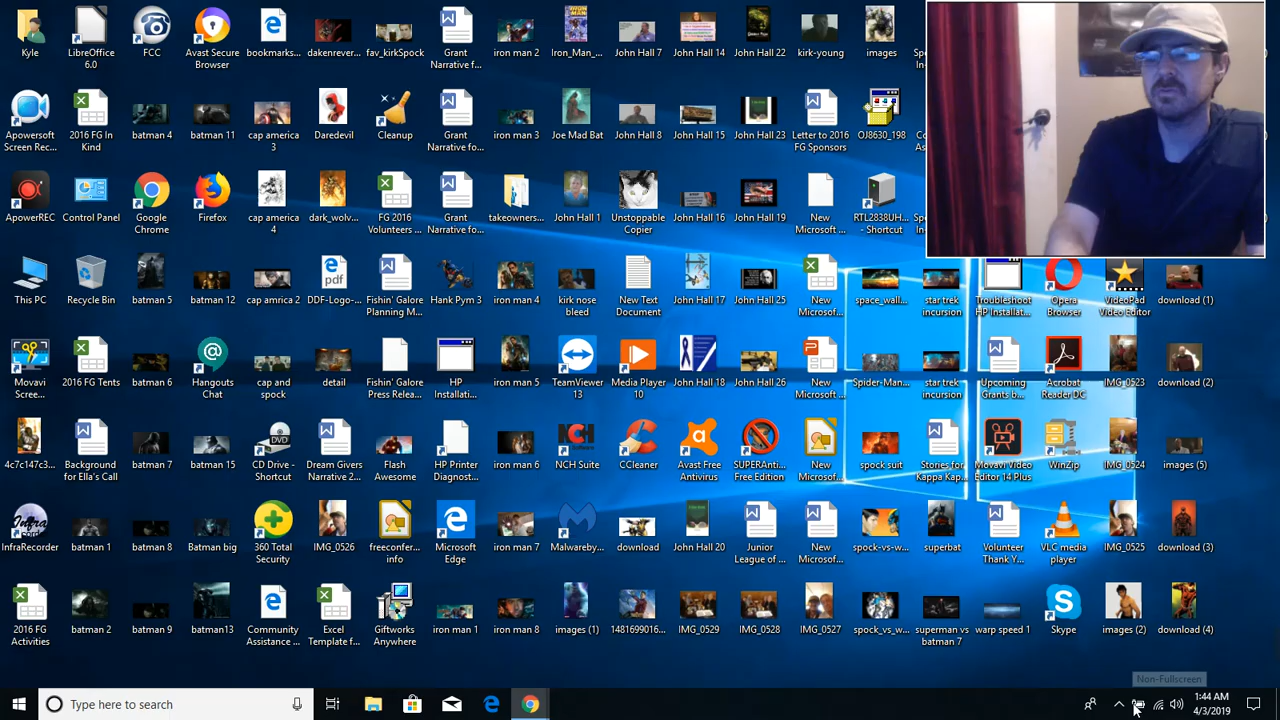 Kyle
LibreOffice
6.0
FCC
Avast Secure
Browser
bookmarks...
dakenrever...
fav_kirkSpock
Grant
Narrative f...
iron man 2
Iron_Man_...
John Hall 7
John Hall 14
John Hall 22
kirk-young
images
Apowersoft
Screen Rec...
2016 FG In
Kind
batman 4
batman 11
cap america
3
Daredevil
Cleanup
Grant
Narrative fo...
iron man 3
Joe Mad Bat
John Hall 8
John Hall 15
John Hall 23
Letter to 2016
FG Sponsors
OJ8630_198
ApowerREC
Control Panel
Google
Chrome
Firefox
cap america
4
dark_wolv...
FG 2016
Volunteers ...
Grant
Narrative fo...
takeowners...
John Hall 1
Unstoppable
Copier
John Hall 16
John Hall 19
New
Microsoft ...
RTL2838UH...
- Shortcut
This PC
Recycle Bin
batman 5
batman 12
cap amrica 2
DDF-Logo-...
Fishin' Galore
Planning M...
Hank Pym 3
iron man 4
kirk nose
bleed
New Text
Document
John Hall 17
John Hall 25
New
Microsof...
space_wall...
star trek
incursion
Troubleshoot
HP Installat...
Opera
Browser
VideoPad
Video Editor
download (1)
Movavi
Scree...
2016 FG Tents
batman 6
Hangouts
Chat
cap and
spock
detail
Fishin' Galore
Press Relea...
HP
Installati...
iron man 5
TeamViewer
13
Media Player
10
John Hall 18
John Hall 26
New
Microsoft ...
Spider-Man...
star trek
incursion
Upcoming
Grants b...
Acrobat
Reader DC
IMG_0523
download (2)
4c7c147c3...
Background
for Ella's Call
batman 7
batman 15
CD Drive -
Shortcut
Dream Givers
Narrative 2...
Flash
Awesome
HP Printer
Diagnost...
iron man 6
NCH Suite
CCleaner
Avast Free
Antivirus
SUPERAnti...
Free Edition
New
Microsof...
spock suit
Stories for
Kappa Kap...
Movavi Video
Editor 14 Plus
WinZip
IMG_0524
images (5)
InfraRecorder
batman 1
batman 8
Batman big
360 Total
Security
IMG_0526
freeconfer...
info
Microsoft
Edge
iron man 7
Malwareby...
download
John Hall 20
Junior
League of ...
New
Microsof...
spock-vs-w...
superbat
Volunteer
Thank Y...
VLC media
player
IMG_0525
download (3)
2016 FG
Activities
batman 2
batman 9
batman13
Community
Assistance ...
Excel
Template f...
Giftworks
Anywhere
iron man 1
iron man 8
images (1)
1481699016...
IMG_0529
IMG_0528
IMG_0527
spock_vs_w...
superman vs
batman 7
warp speed 1
Skype
images (2)
download (4)
Non-Fullscreen
Type here to search
1:44 AM
4/3/2019